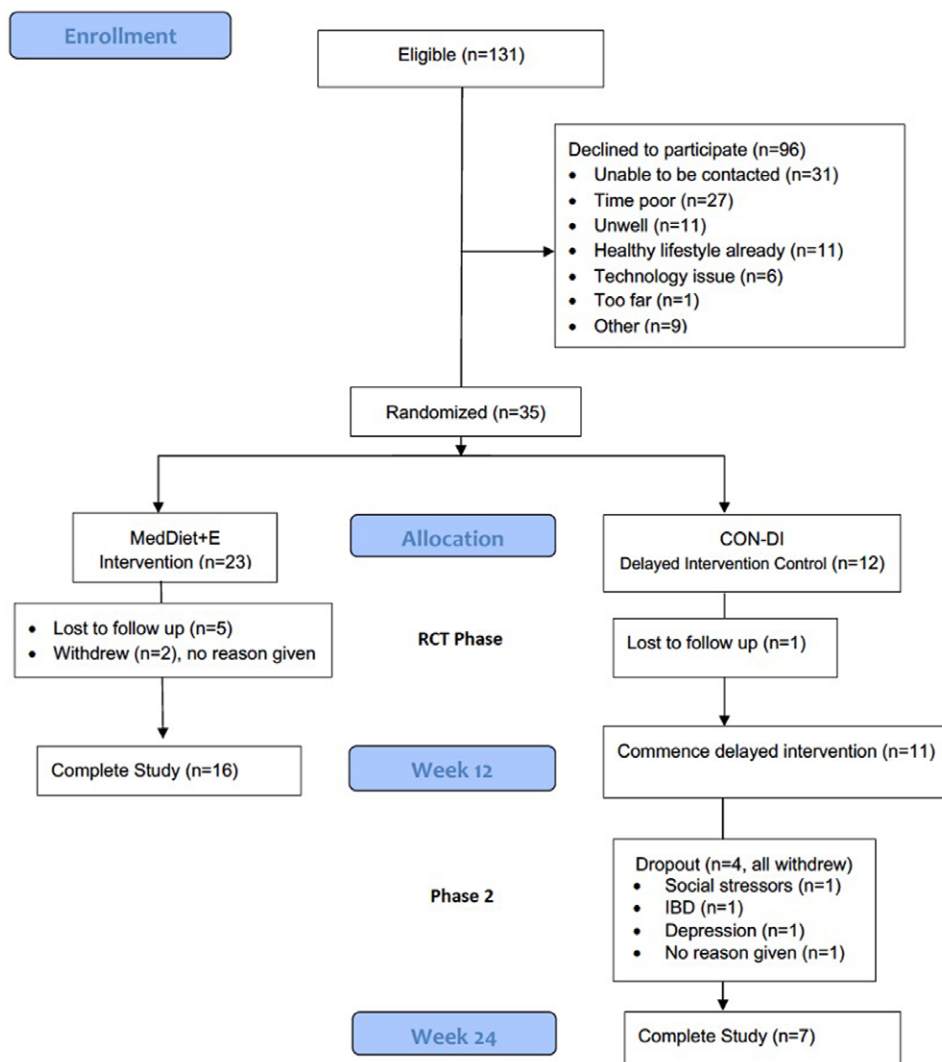 Enrollment
Eligible (n=131)
Declined to participate (n=96)
• Unable to be contacted (n=31)
• Time poor (n=27)
• Unwell (n=11)
• Healthy lifestyle already (n=11)
• Technology issue (n=6)
• Too far (n=1)
• Other (n=9)
Randomized (n=35)
MedDiet+E
Intervention (n=23)
Allocation
CON-DI
Delayed Intervention Control (n=12)
• Lost to follow up (n=5)
• Withdrew (n=2), no reason given
RCT Phase
Lost to follow up (n=1)
Complete Study (n=16)
Week 12
Commence delayed intervention (n=11)
Phase 2
Dropout (n=4, all withdrew)
• Social stressors (n=1)
• IBD (n=1)
• Depression (n=1)
• No reason given (n=1)
Week 24
Complete Study (n=7)